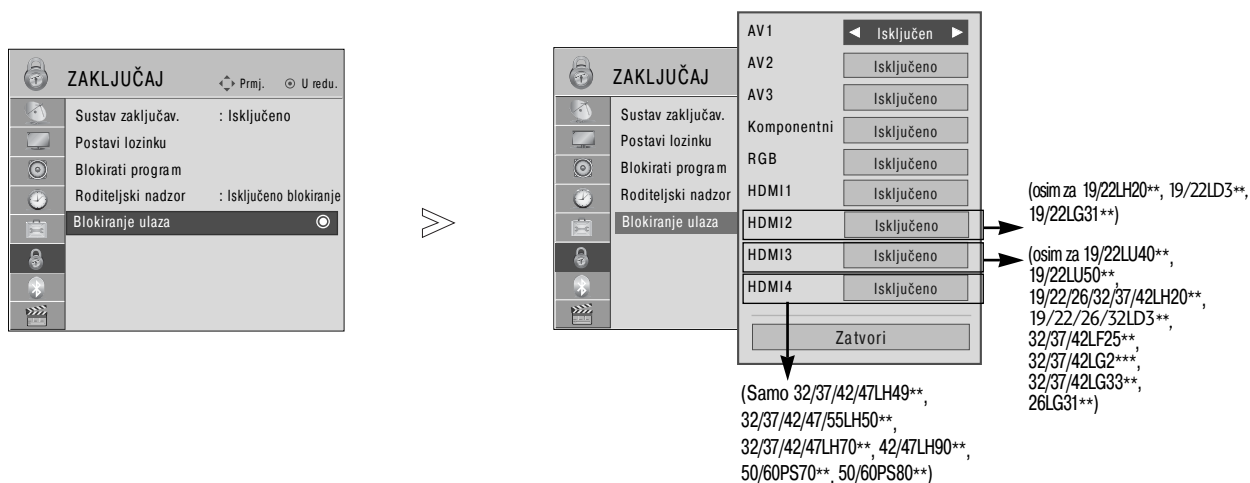 ZAKLJUČAJ
Prmj. U redu.
Sustav zaključav. : Isključeno
Postavi lozinku
Blokirati program
Roditeljski nadzor : Isključeno blokiranje
Blokiranje ulaza
ZAKLJUČAJ
Sustav zaključav.
Postavi lozinku
Blokirati program
Roditeljski nadzor
Blokiranje ulaza
AV1 ◀ Isključen ▶
AV2 Isključeno
AV3 Isključeno
Komponentni Isključeno
RGB Isključeno
HDMI1 Isključeno
HDMI2 Isključeno
HDMI3 Isključeno
HDMI4 Isključeno
Zatvori
(osim za 19/22LH20**, 19/22LD3**,
19/22LG31**)
(osim za 19/22LU40**,
19/22LU50**,
19/22/26/32/37/42LH20**,
19/22/26/32LD3**,
32/37/42LF25**,
32/37/42LG2***,
32/37/42LG33**,
26LG31**)
(Samo 32/37/42/47LH49**,
32/37/42/47/55LH50**,
32/37/42/47LH70**, 42/47LH90**,
50/60PS70**, 50/60PS80**)